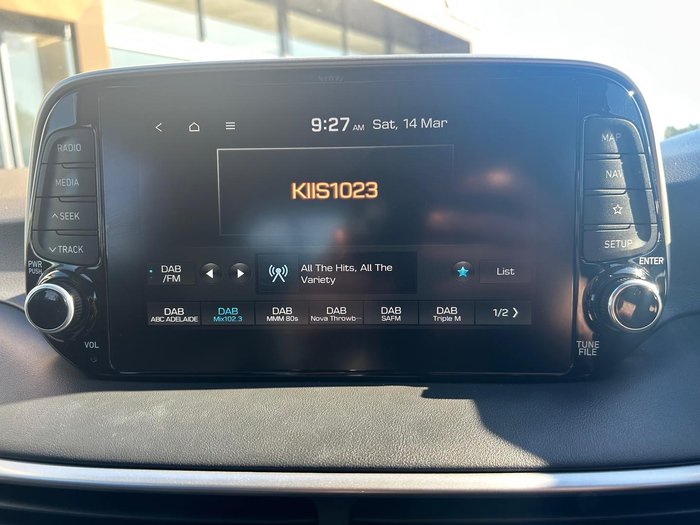 9:27 AM Sat, 14 Mar
RADIO
MEDIA
SEEK
TRACK
PWR
PUSH
VOL
KIIS1023
DAB
/FM
All The Hits, All The
Variety
List
DAB
ABC ADELAIDE
DAB
Mix102.3
DAB
MMM 80s
DAB
Nova Throwb···
DAB
SAFM
DAB
Triple M
1/2
MAP
NAV
SETUP
ENTER
TUNE
FILE